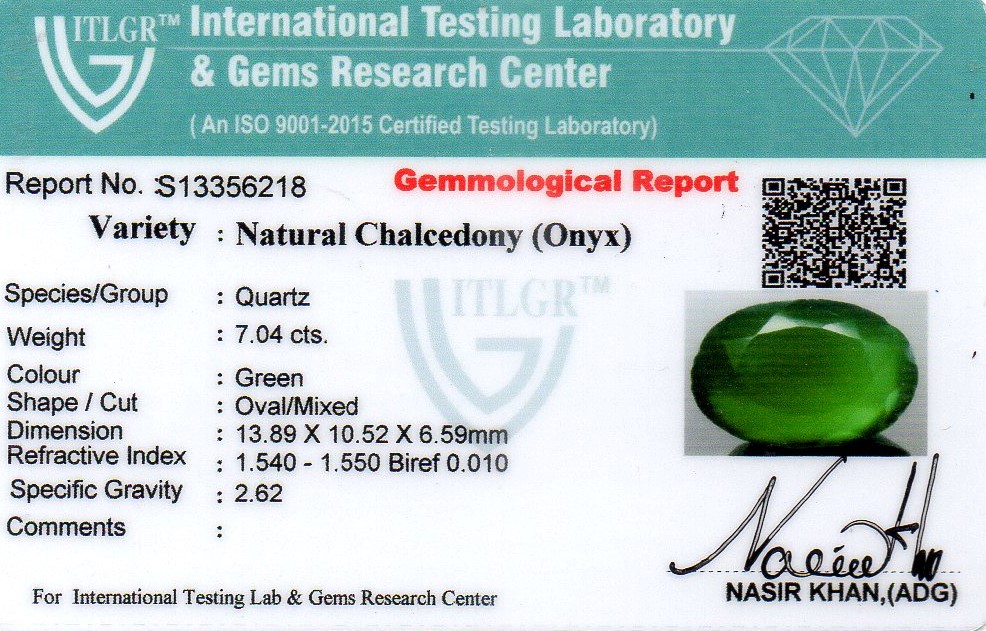 ITLGR™
International Testing Laboratory
& Gems Research Center
( An ISO 9001-2015 Certified Testing Laboratory)
Report No. :S13356218
Gemmological Report
Variety : Natural Chalcedony (Onyx)
ITLGR™
Species/Group : Quartz
Weight : 7.04 cts.
Colour : Green
Shape / Cut : Oval/Mixed
Dimension : 13.89 X 10.52 X 6.59mm
Refractive Index : 1.540 - 1.550 Biref 0.010
Specific Gravity : 2.62
Comments :
NASIR KHAN,(ADG)
For International Testing Lab & Gems Research Center